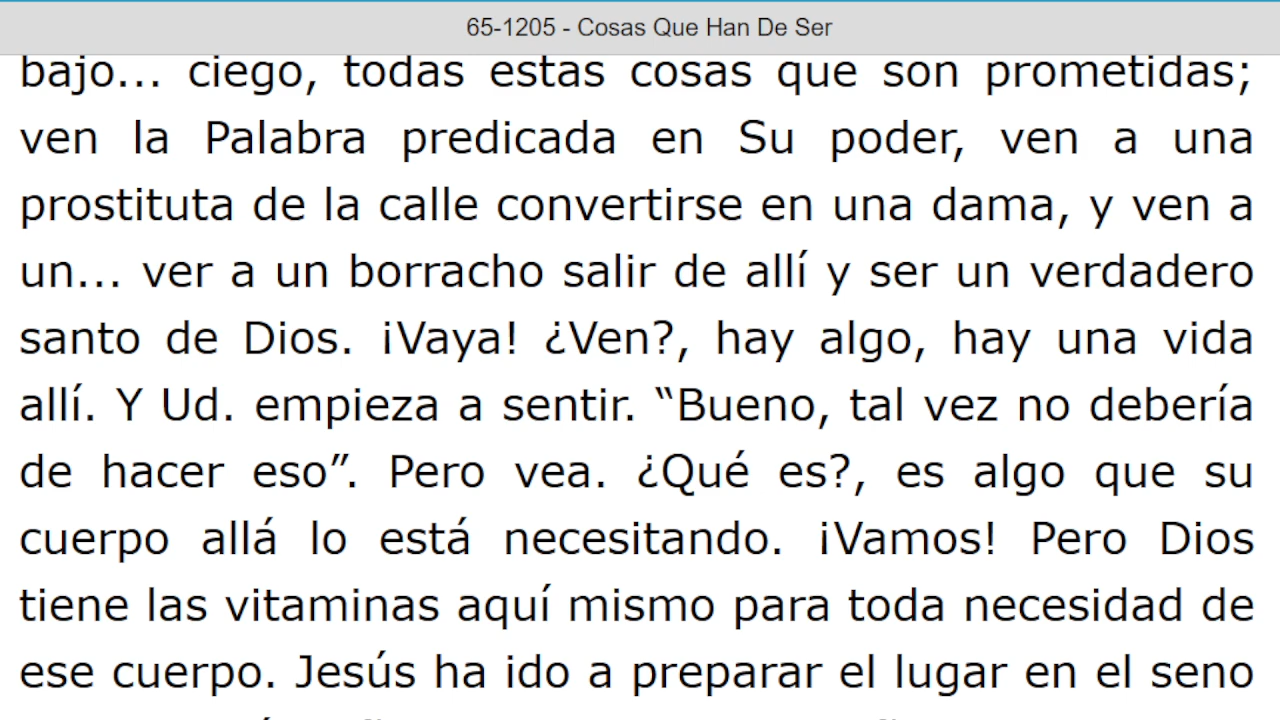 65-1205 - Cosas Que Han De Ser
bajo... ciego, todas estas cosas que son prometidas;
ven la Palabra predicada en Su poder, ven a una
prostituta de la calle convertirse en una dama, y ven a
un... ver a un borracho salir de allí y ser un verdadero
santo de Dios. ¡Vaya! ¿Ven?, hay algo, hay una vida
allí. Y Ud. empieza a sentir. “Bueno, tal vez no debería
de hacer eso”. Pero vea. ¿Qué es?, es algo que su
cuerpo allá lo está necesitando. ¡Vamos! Pero Dios
tiene las vitaminas aquí mismo para toda necesidad de
ese cuerpo. Jesús ha ido a preparar el lugar en el seno